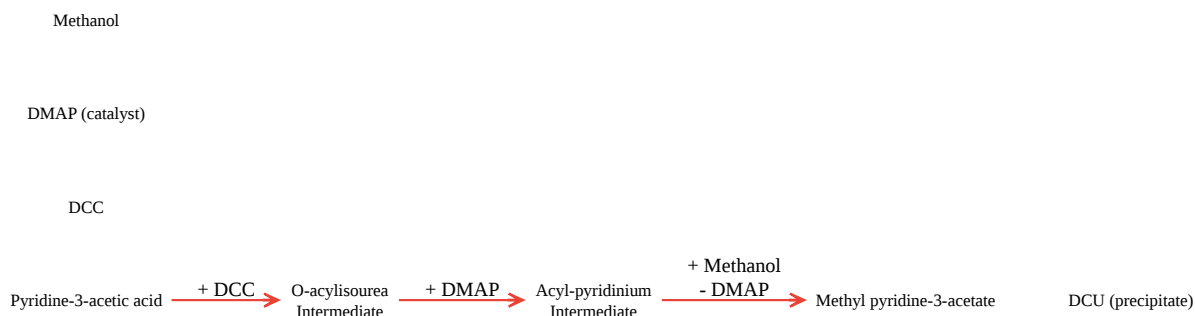 Methanol
DMAP (catalyst)
DCC
+ Methanol
- DMAP
+ DCC
+ DMAP
Pyridine-3-acetic acid
O-acylisourea
Intermediate
Acyl-pyridinium
Intermediate
Methyl pyridine-3-acetate
DCU (precipitate)